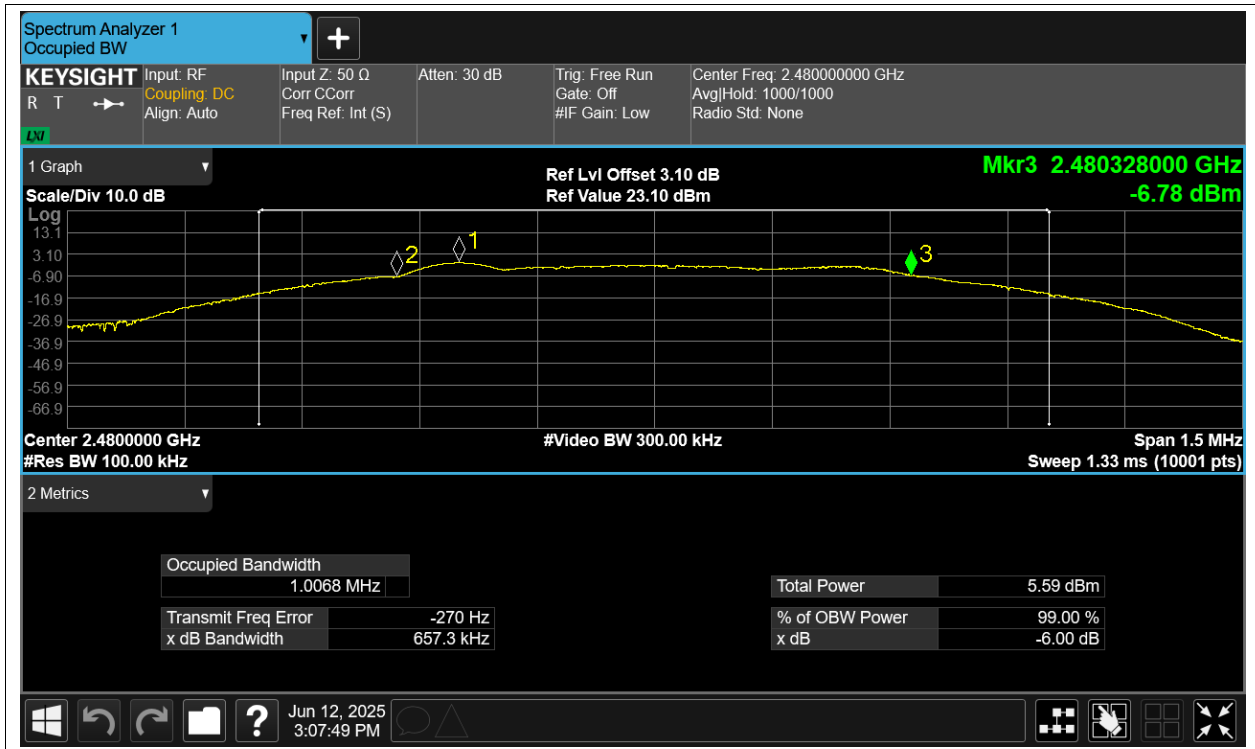 Spectrum Analyzer 1
Occupied BW
KEYSIGHT
R T
LXI
Input: RF
Coupling: DC
Align: Auto
Input Z: 50 Ω
Corr CCorr
Freq Ref: Int (S)
Atten: 30 dB
Trig: Free Run
Gate: Off
#IF Gain: Low
Center Freq: 2.480000000 GHz
Avg|Hold: 1000/1000
Radio Std: None
1 Graph
Scale/Div 10.0 dB
Ref Lvl Offset 3.10 dB
Ref Value 23.10 dBm
Mkr3 2.480328000 GHz
-6.78 dBm
Log
13.1
3.10
-6.90
-16.9
-26.9
-36.9
-46.9
-56.9
-66.9
2
1
3
Center 2.4800000 GHz
#Res BW 100.00 kHz
#Video BW 300.00 kHz
Span 1.5 MHz
Sweep 1.33 ms (10001 pts)
2 Metrics
Occupied Bandwidth
1.0068 MHz
Transmit Freq Error -270 Hz
x dB Bandwidth 657.3 kHz
Total Power 5.59 dBm
% of OBW Power 99.00 %
x dB -6.00 dB
?
Jun 12, 2025
3:07:49 PM